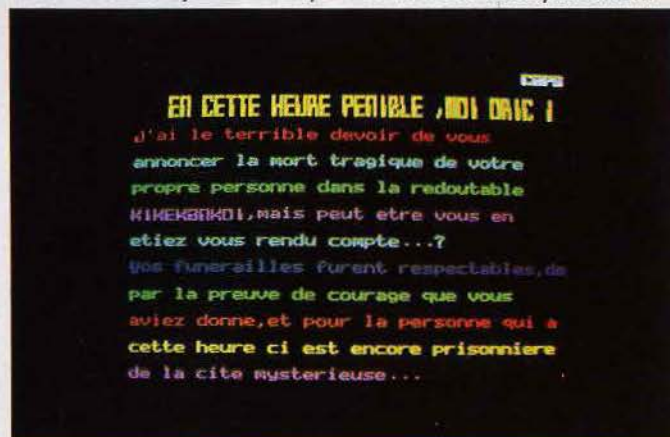 CAPS
EN CETTE HEURE PENIBLE ,MOI ORIC 1
J'ai le terrible devoir de vous
annoncer la mort tragique de votre
propre personne dans la redoutable
KIKEKBAKOI,mais peut etre vous en
etiez vous rendu compte...?
Vos funerailles furent respectables,de
par la preuve de courage que vous
aviez donne,et pour la personne qui a
cette heure ci est encore prisonniere
de la cite mysterieuse...